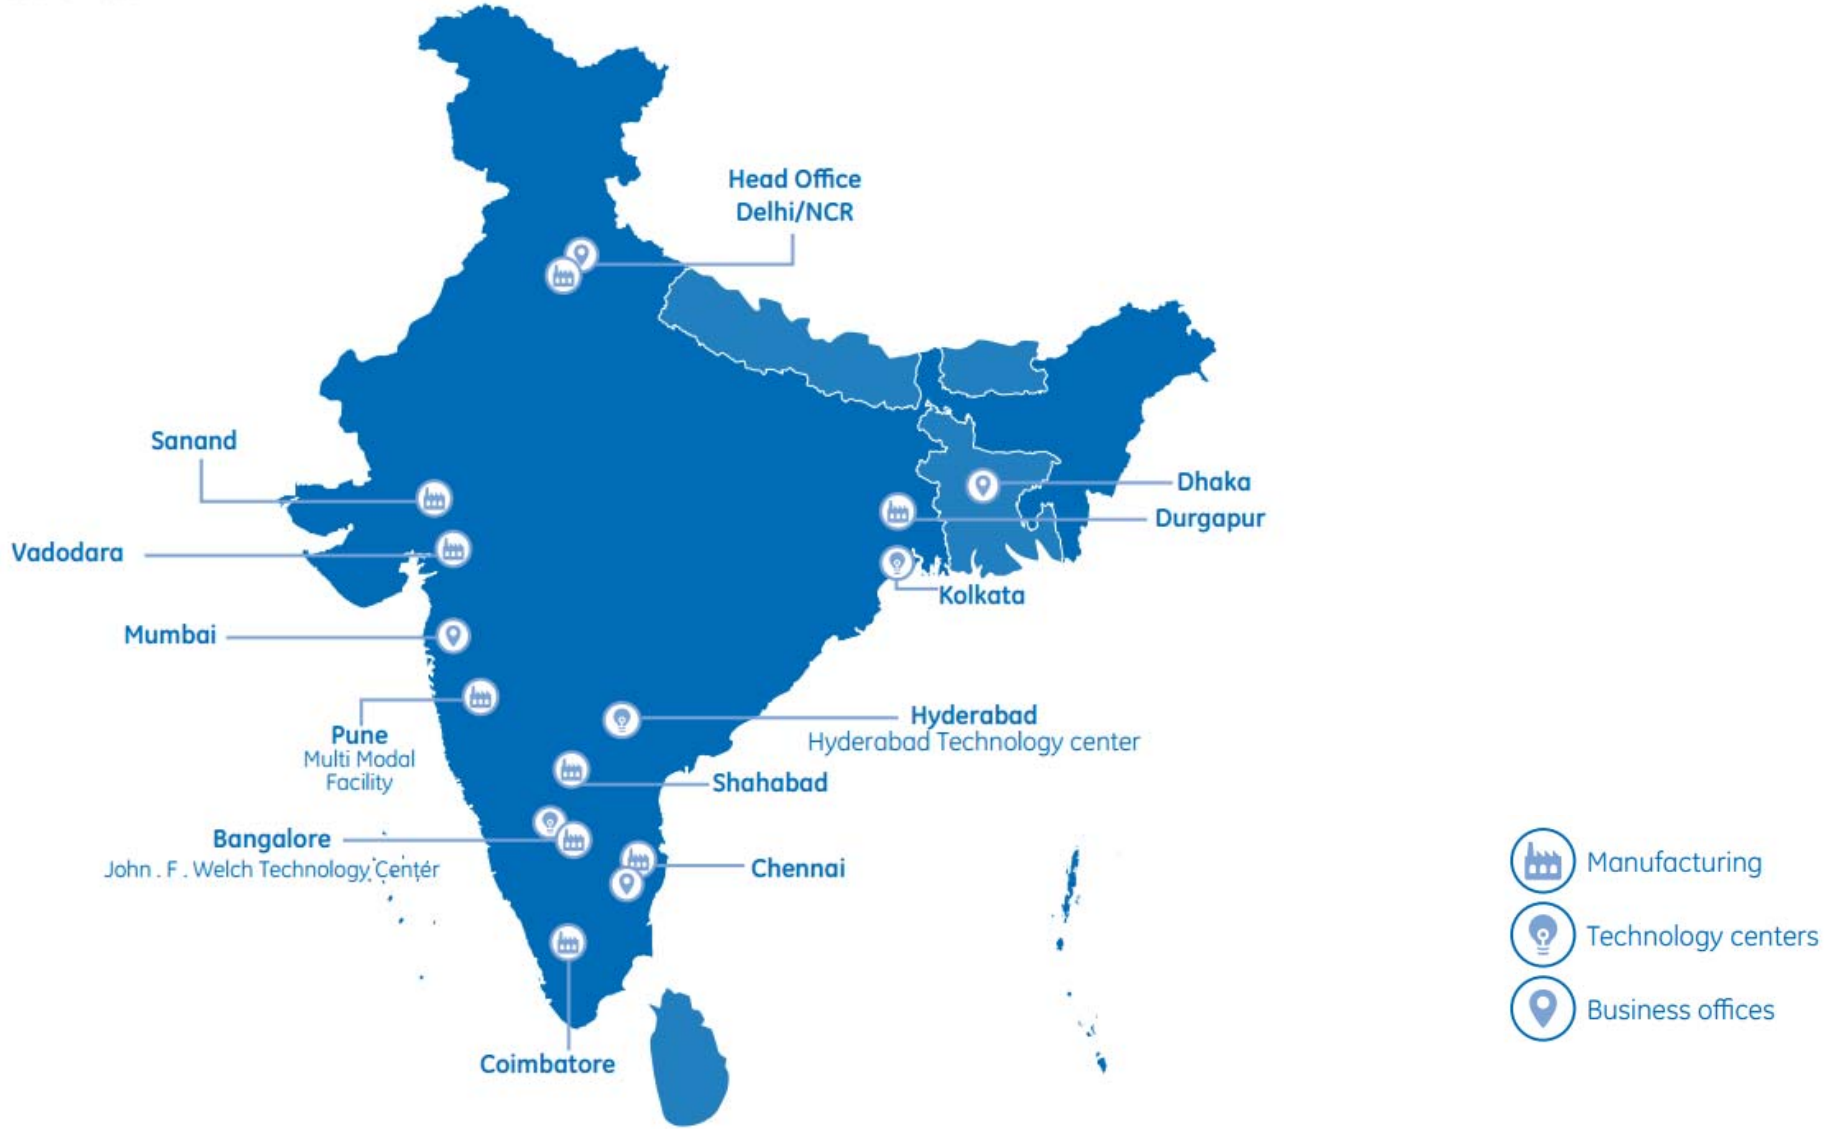 Head Office
Delhi/NCR
Sanand
Dhaka
Durgapur
Vadodara
Kolkata
Mumbai
Hyderabad
Hyderabad Technology center
Pune
Multi Modal
Facility
Shahabad
Bangalore
John . F . Welch Technology Center
Chennai
Coimbatore
Manufacturing
Technology centers
Business offices